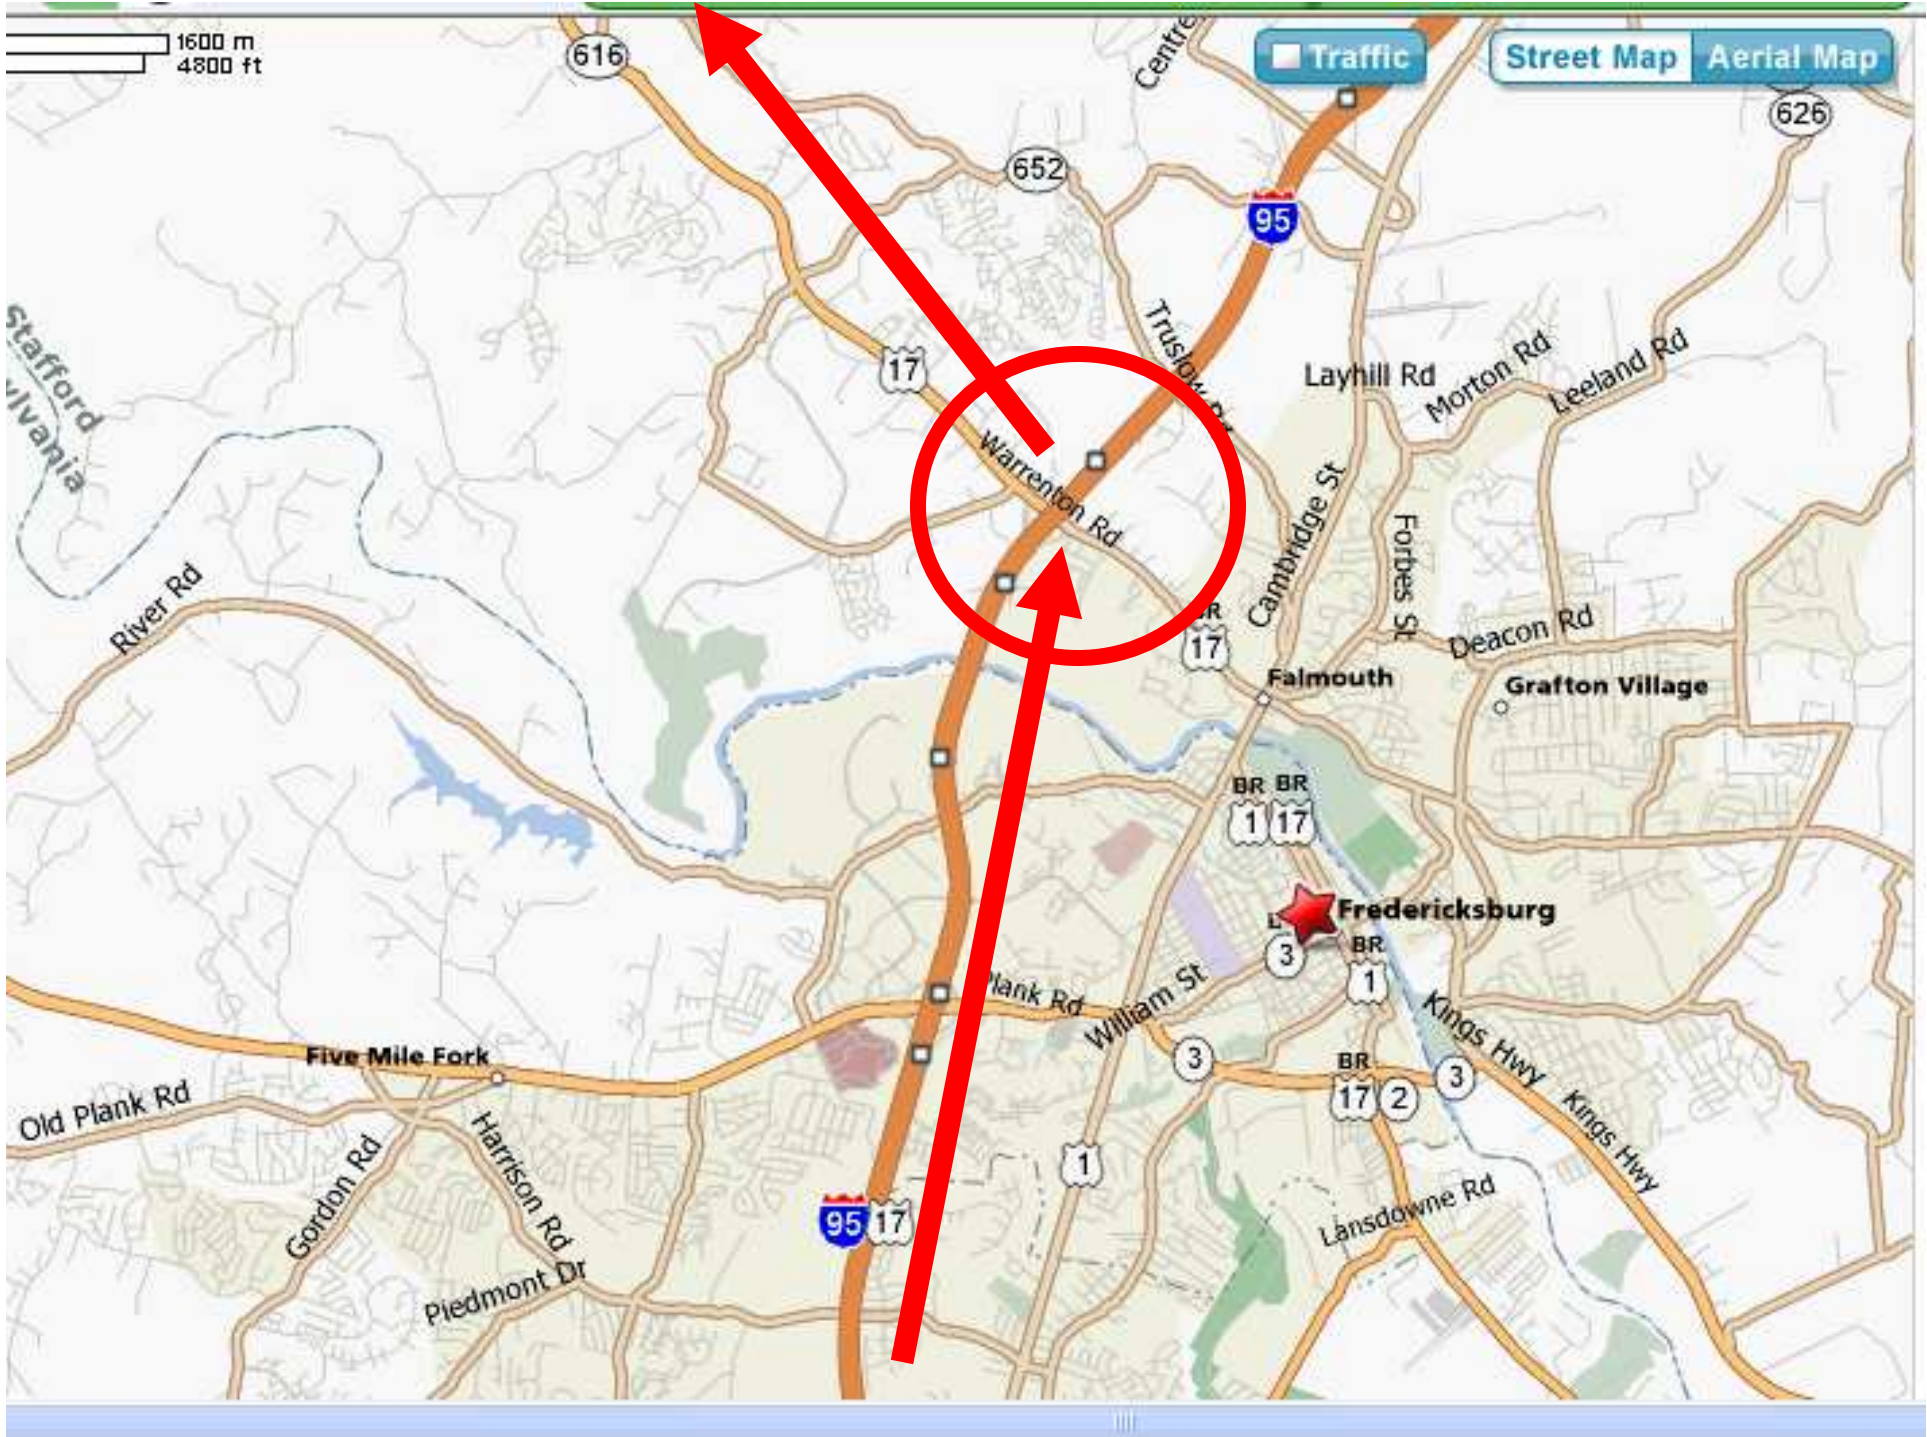 1600 m
4800 ft
616
Centre
Traffic
Street Map
Aerial Map
626
652
95
Stafford
ylvania
17
Truslow Rd
Layhill Rd
Morton Rd
Leeland Rd
Warrenton Rd
Cambridge St
Forbes St
River Rd
BR
17
Deacon Rd
Falmouth
Grafton Village
BR BR
1 17
Fredericksburg
3
BR
1
Plank Rd
William St
Kings Hwy
Five Mile Fork
3
BR
17 2
3
Kings Hwy
Old Plank Rd
Gordon Rd
Harrison Rd
1
95 17
Lansdowne Rd
Piedmont Dr